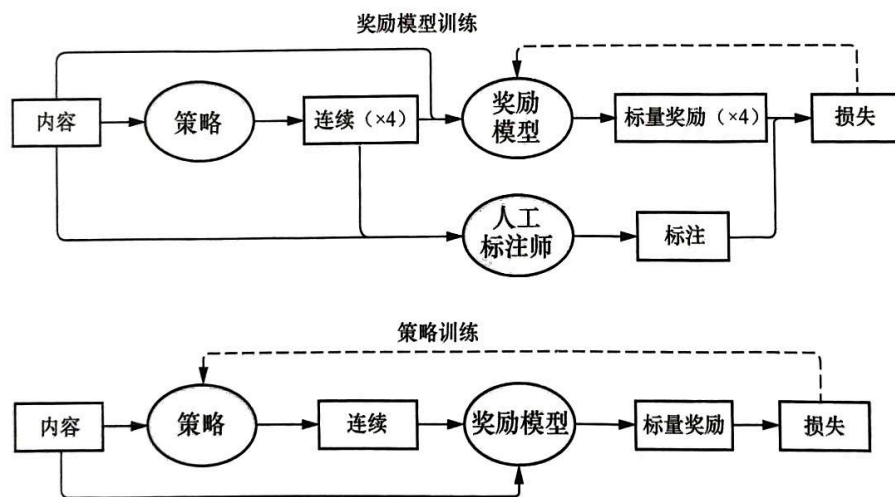 奖励模型训练
内容
策略
连续（×4）
奖励
模型
标量奖励（×4）
损失
人工
标注师
标注
策略训练
内容
策略
连续
奖励模型
标量奖励
损失